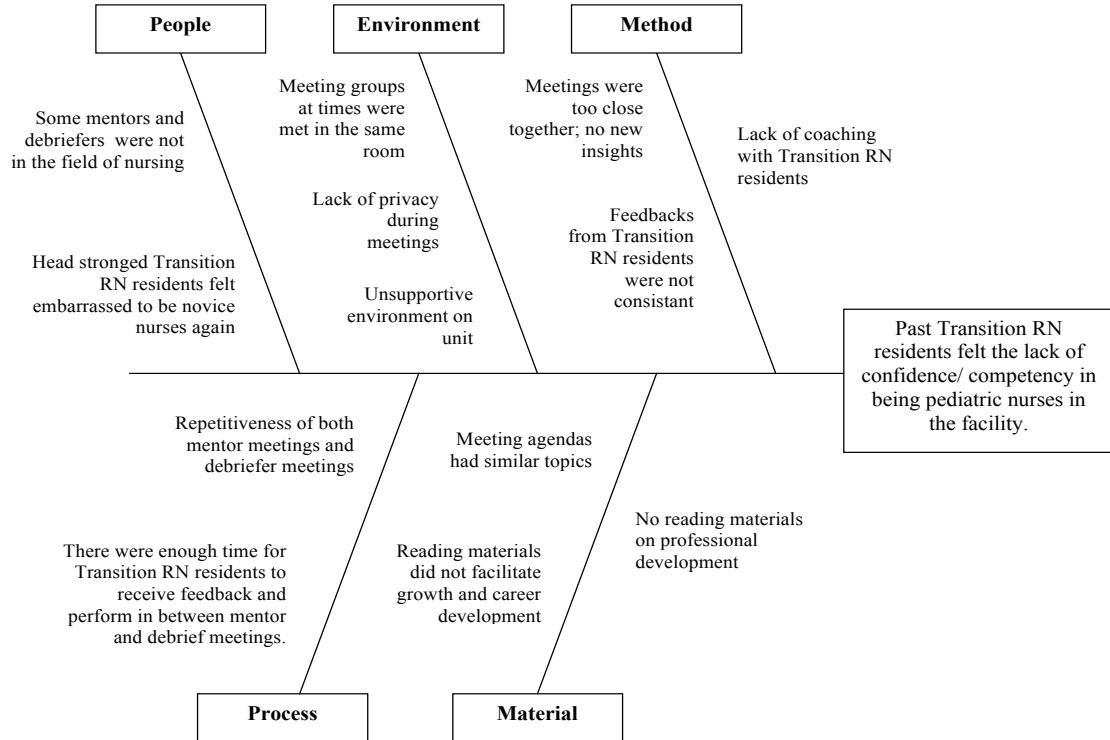 People
Environment
Method
Some mentors and
debriefers were not
in the field of nursing
Head stronged Transition
RN residents felt
embarrassed to be novice
nurses again
Meeting groups
at times were
met in the same
room
Lack of privacy
during
meetings
Unsupportive
environment on
unit
Meetings were
too close
together; no new
insights
Feedbacks
from Transition
RN residents
were not
consistant
Lack of coaching
with Transition RN
residents
Past Transition RN
residents felt the lack of
confidence/ competency in
being pediatric nurses in
the facility.
Repetitiveness of both
mentor meetings and
debriefer meetings
There were enough time for
Transition RN residents to
receive feedback and
perform in between mentor
and debrief meetings.
Meeting agendas
had similar topics
Reading materials
did not facilitate
growth and career
development
No reading materials
on professional
development
Process
Material